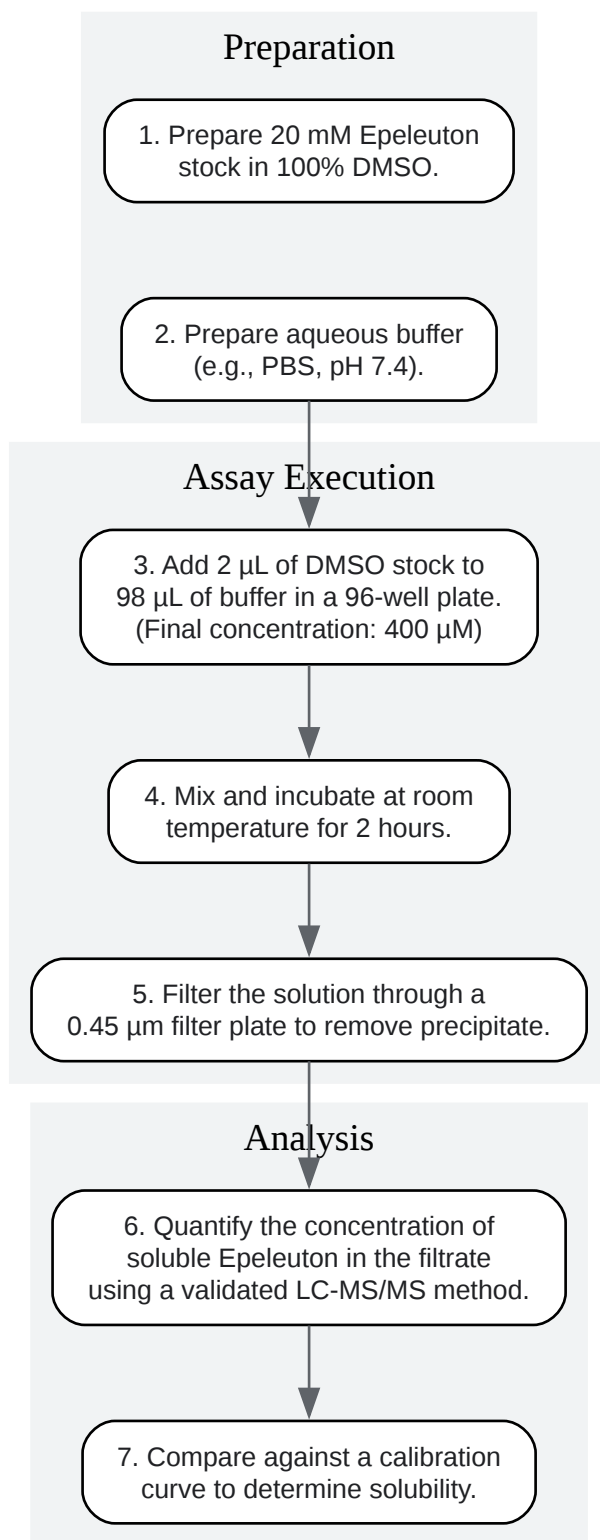 Preparation
1. Prepare 20 mM Epeleuton
stock in 100% DMSO.
2. Prepare aqueous buffer
(e.g., PBS, pH 7.4).
Assay Execution
3. Add 2 µL of DMSO stock to
98 µL of buffer in a 96-well plate.
(Final concentration: 400 µM)
4. Mix and incubate at room
temperature for 2 hours.
5. Filter the solution through a
0.45 µm filter plate to remove precipitate.
Analysis
6. Quantify the concentration of
soluble Epeleuton in the filtrate
using a validated LC-MS/MS method.
7. Compare against a calibration
curve to determine solubility.